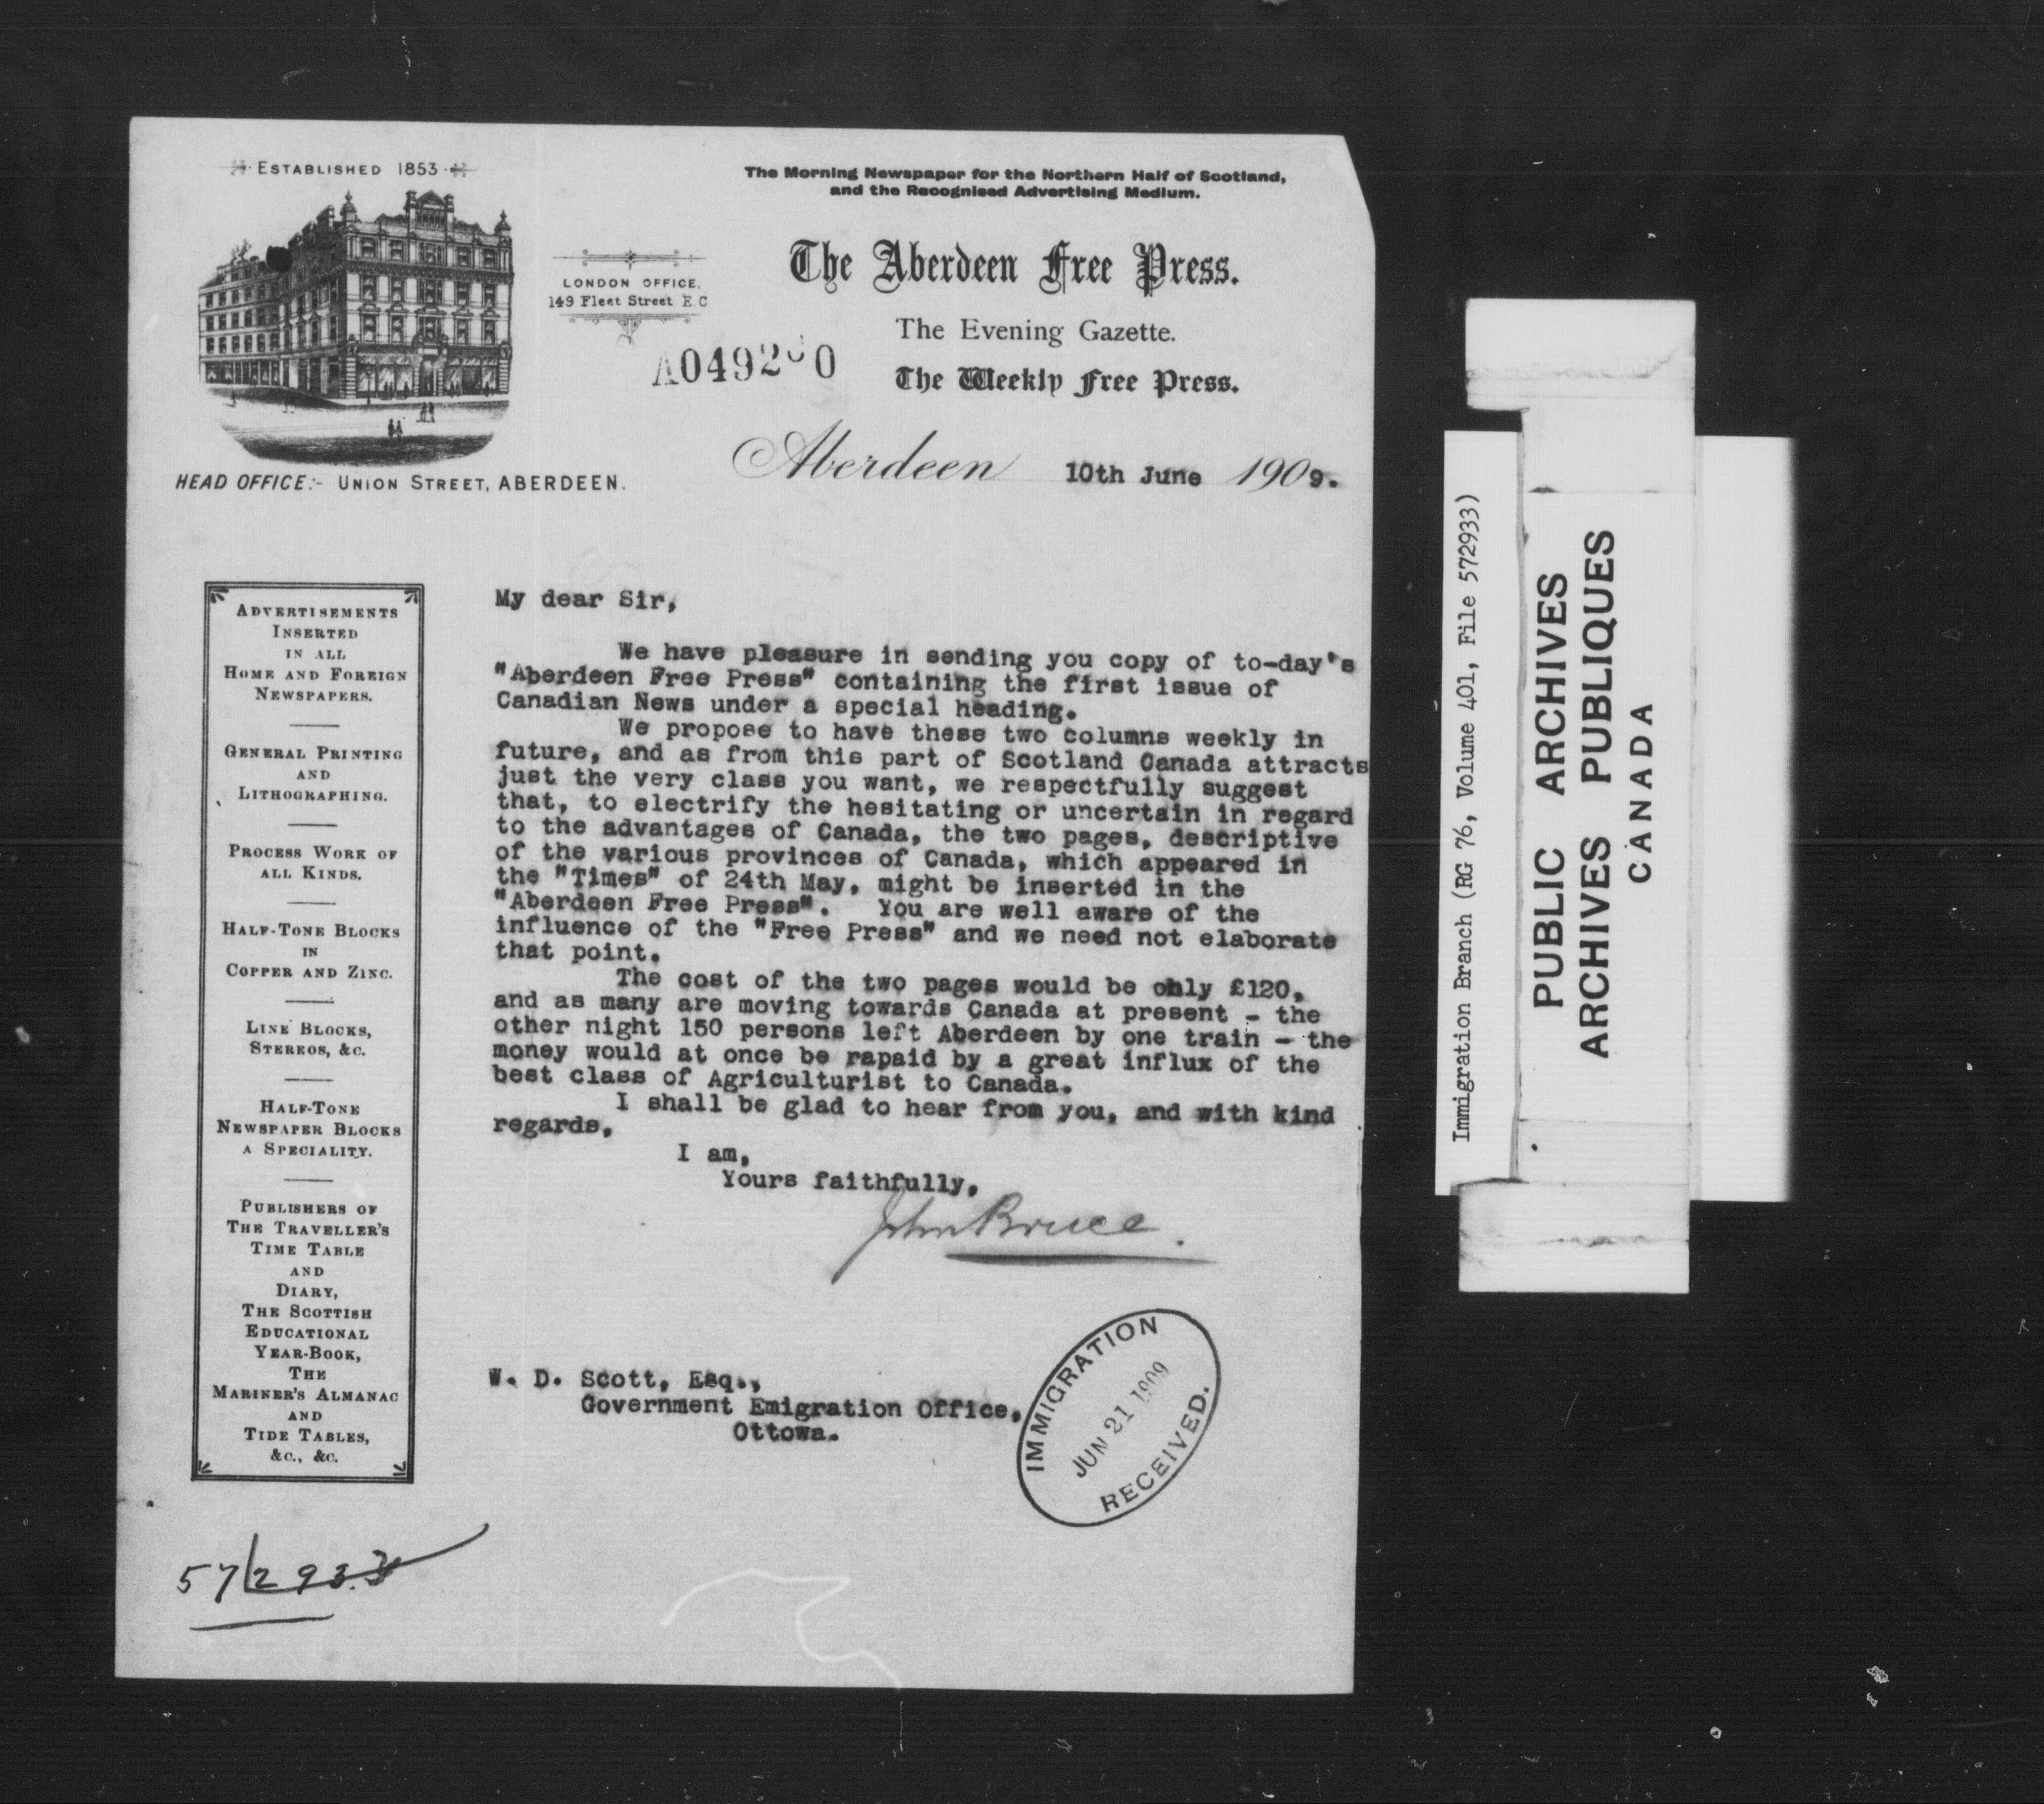 ESTABLISHED 1853
The Morning Newspaper for the Northern Half of Scotland,
and the Recognised Advertising Medium.
LONDON OFFICE,
149 Fleet Street E.C
The Aberdeen Free Press.
The Evening Gazette.
The Weekly Free Press.
Aberdeen 10th June 1909.
HEAD OFFICE:- UNION STREET, ABERDEEN.
ADVERTISEMENTS
INSERTED
IN ALL
HOME AND FOREIGN
NEWSPAPERS.
GENERAL PRINTING
AND
LITHOGRAPHING.
PROCESS WORK OF
ALL KINDS.
HALF-TONE BLOCKS
IN
COPPER AND ZINC.
LINE BLOCKS,
STEREOS, &C.
HALF-TONE
NEWSPAPER BLOCKS
A SPECIALITY.
PUBLISHERS OF
THE TRAVELLER'S
TIME TABLE
AND
DIARY,
THE SCOTTISH
EDUCATIONAL
YEAR-BOOK,
THE
MARINER'S ALMANAC
AND
TIDE TABLES,
&C., &C.
My dear Sir,
We have pleasure in sending you copy of to-day's
"Aberdeen Free Press" containing the first issue of
Canadian News under a special heading.
We propose to have these two columns weekly in
future, and as from this part of Scotland Canada attracts
just the very class you want, we respectfully suggest
that, to electrify the hesitating or uncertain in regard
to the advantages of Canada, the two pages, descriptive
of the various provinces of Canada, which appeared in
the "Times" of 24th May, might be inserted in the
"Aberdeen Free Press". You are well aware of the
influence of the "Free Press" and we need not elaborate
that point.
The cost of the two pages would be only £120,
and as many are moving towards Canada at present - the
other night 150 persons left Aberdeen by one train - the
money would at once be rapaid by a great influx of the
best class of Agriculturist to Canada.
I shall be glad to hear from you, and with kind
regards,
I am,
Yours faithfully,
John Bruce.
W. D. Scott, Esq.,
Government Emigration Office,
Ottowa.
IMMIGRATION
JUN 21 1909
RECEIVED.
572933
Immigration Branch (RG 76, Volume 401, File 572933)
PUBLIC ARCHIVES
ARCHIVES PUBLIQUES
CANADA